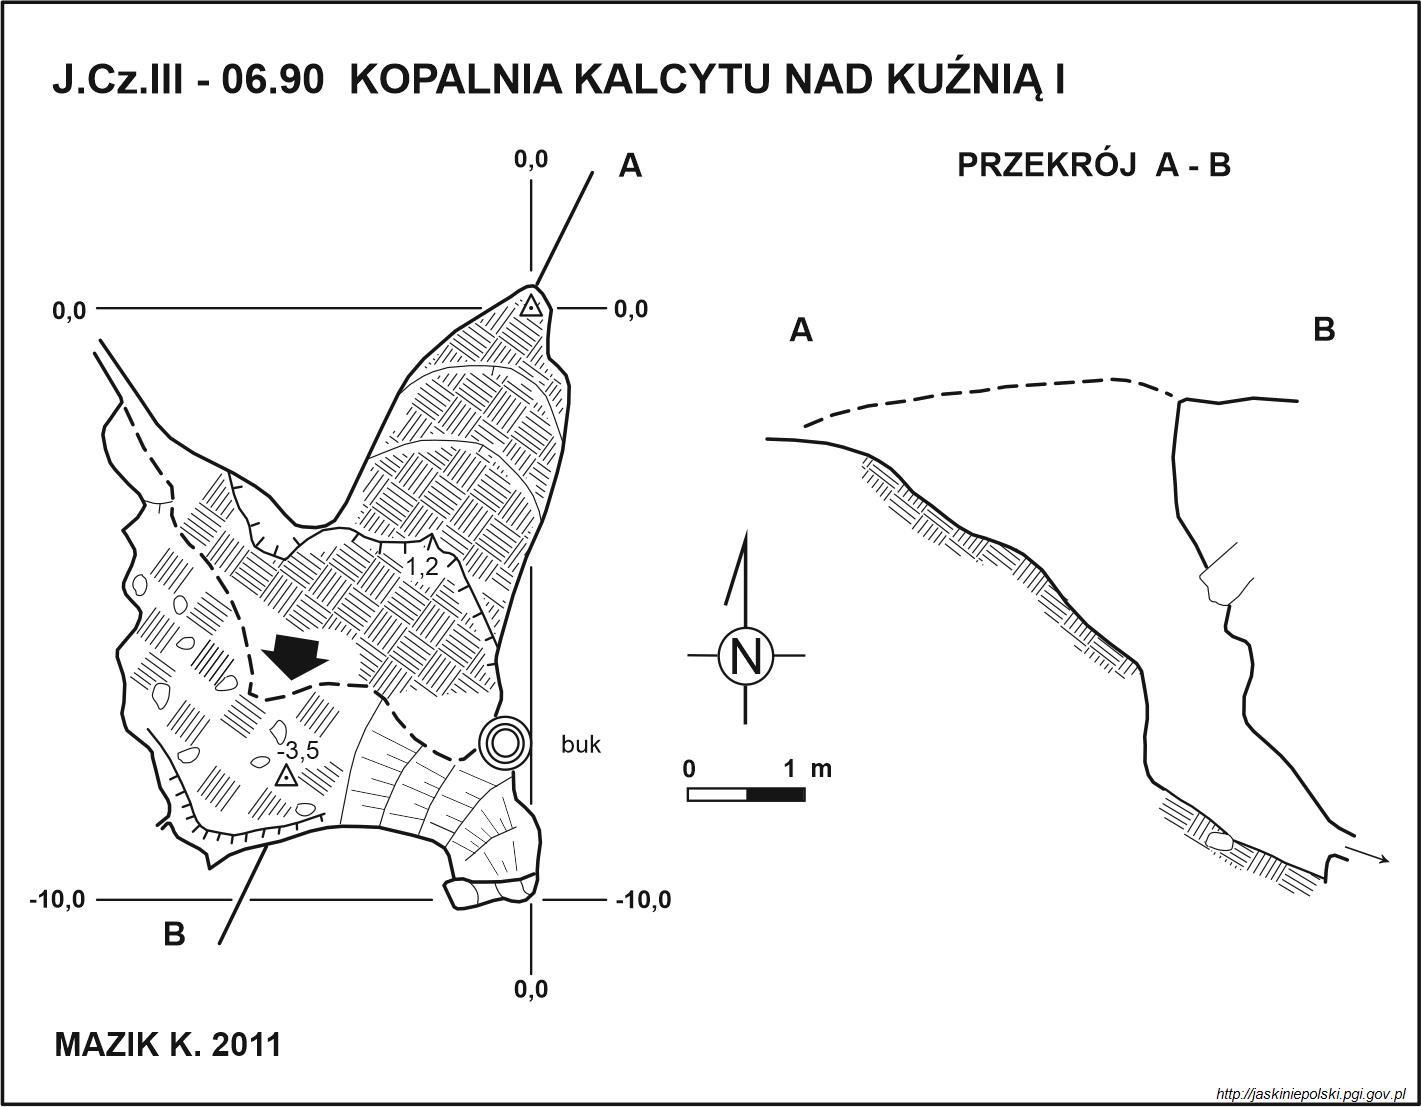 J.Cz.III - 06.90 KOPALNIA KALCYTU NAD KUŹNIĄ I
0,0
A
PRZEKRÓJ A - B
0,0
0,0
A
B
1,2
N
buk
-3,5
0
1 m
-10,0
-10,0
B
0,0
MAZIK K. 2011
http://jaskiniepolski.pgi.gov.pl